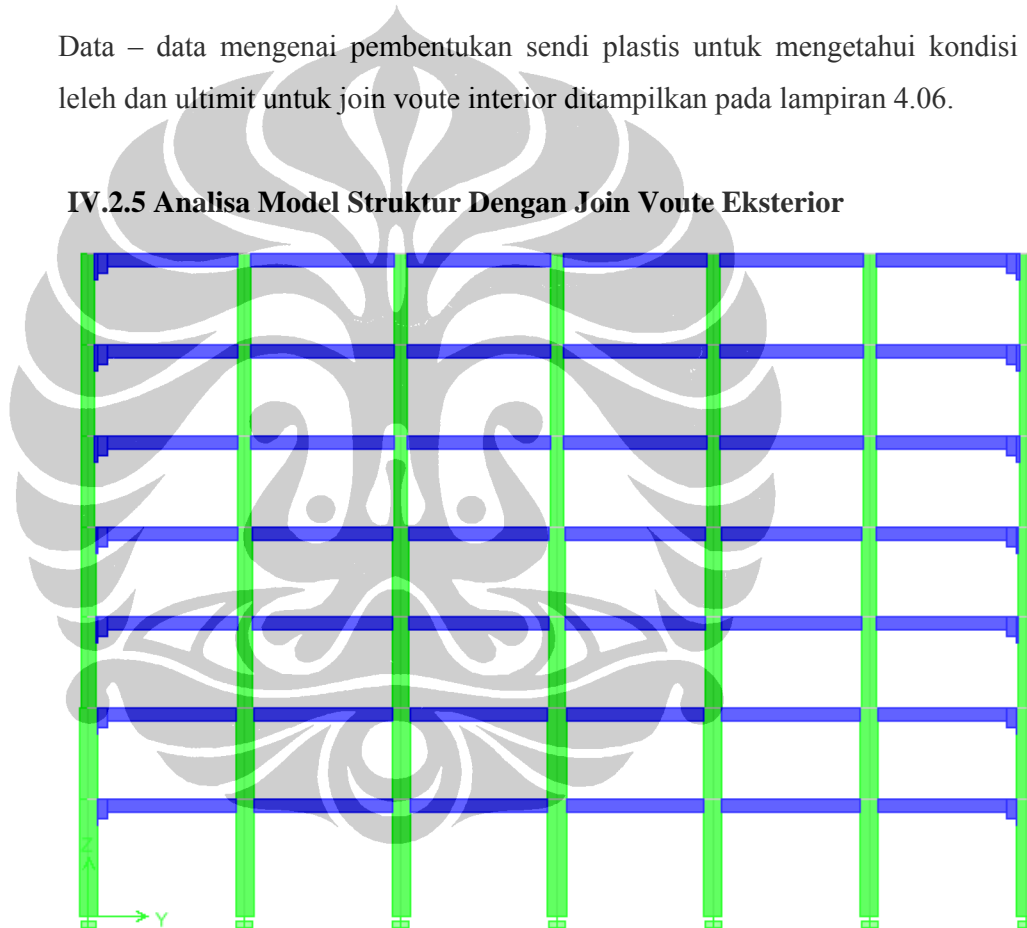 Data – data mengenai pembentukan sendi plastis untuk mengetahui kondisi
leleh dan ultimit untuk join voute interior ditampilkan pada lampiran 4.06.
IV.2.5 Analisa Model Struktur Dengan Join Voute Eksterior
Z
Y